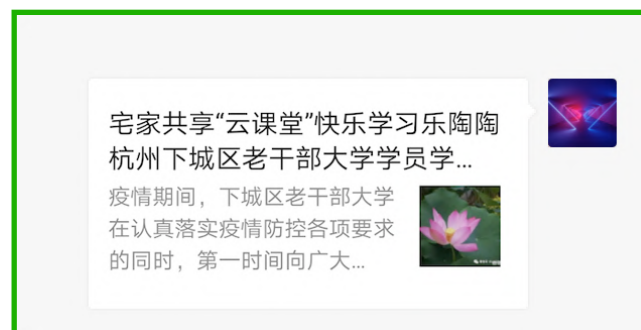 宅家共享“云课堂”快乐学习乐陶陶
杭州下城区老干部大学学员学...
疫情期间，下城区老干部大学
在认真落实疫情防控各项要求
的同时，第一时间向广大...